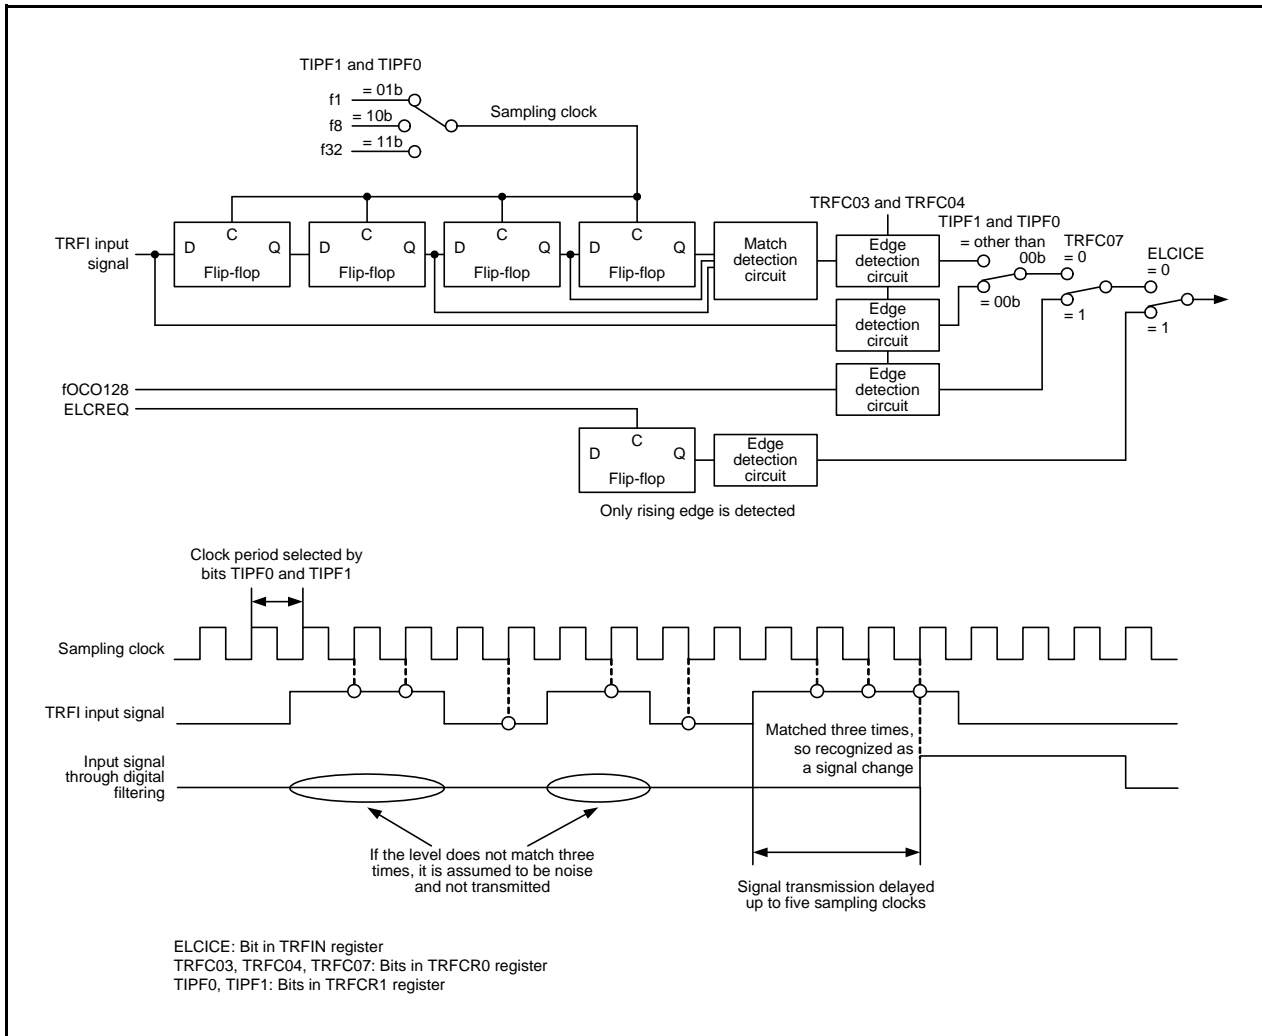 TIPF1 and TIPF0
f1
= 01b
f8
= 10b
f32
= 11b
Sampling clock
TRFI input
signal
D
C
Q
Flip-flop
D
C
Q
Flip-flop
D
C
Q
Flip-flop
D
C
Q
Flip-flop
Match
detection
circuit
TRFC03 and TRFC04
Edge
detection
circuit
Edge
detection
circuit
Edge
detection
circuit
TIPF1 and TIPF0
= other than
00b
= 00b
TRFC07
= 0
= 1
ELCICE
= 0
= 1
fOCO128
ELCREQ
D
C
Q
Flip-flop
Edge
detection
circuit
Only rising edge is detected
Clock period selected by
bits TIPF0 and TIPF1
Sampling clock
TRFI input signal
Input signal
through digital
filtering
Matched three times,
so recognized as
a signal change
If the level does not match three
times, it is assumed to be noise
and not transmitted
Signal transmission delayed
up to five sampling clocks
ELCICE: Bit in TRFIN register
TRFC03, TRFC04, TRFC07: Bits in TRFCR0 register
TIPF0, TIPF1: Bits in TRFCR1 register